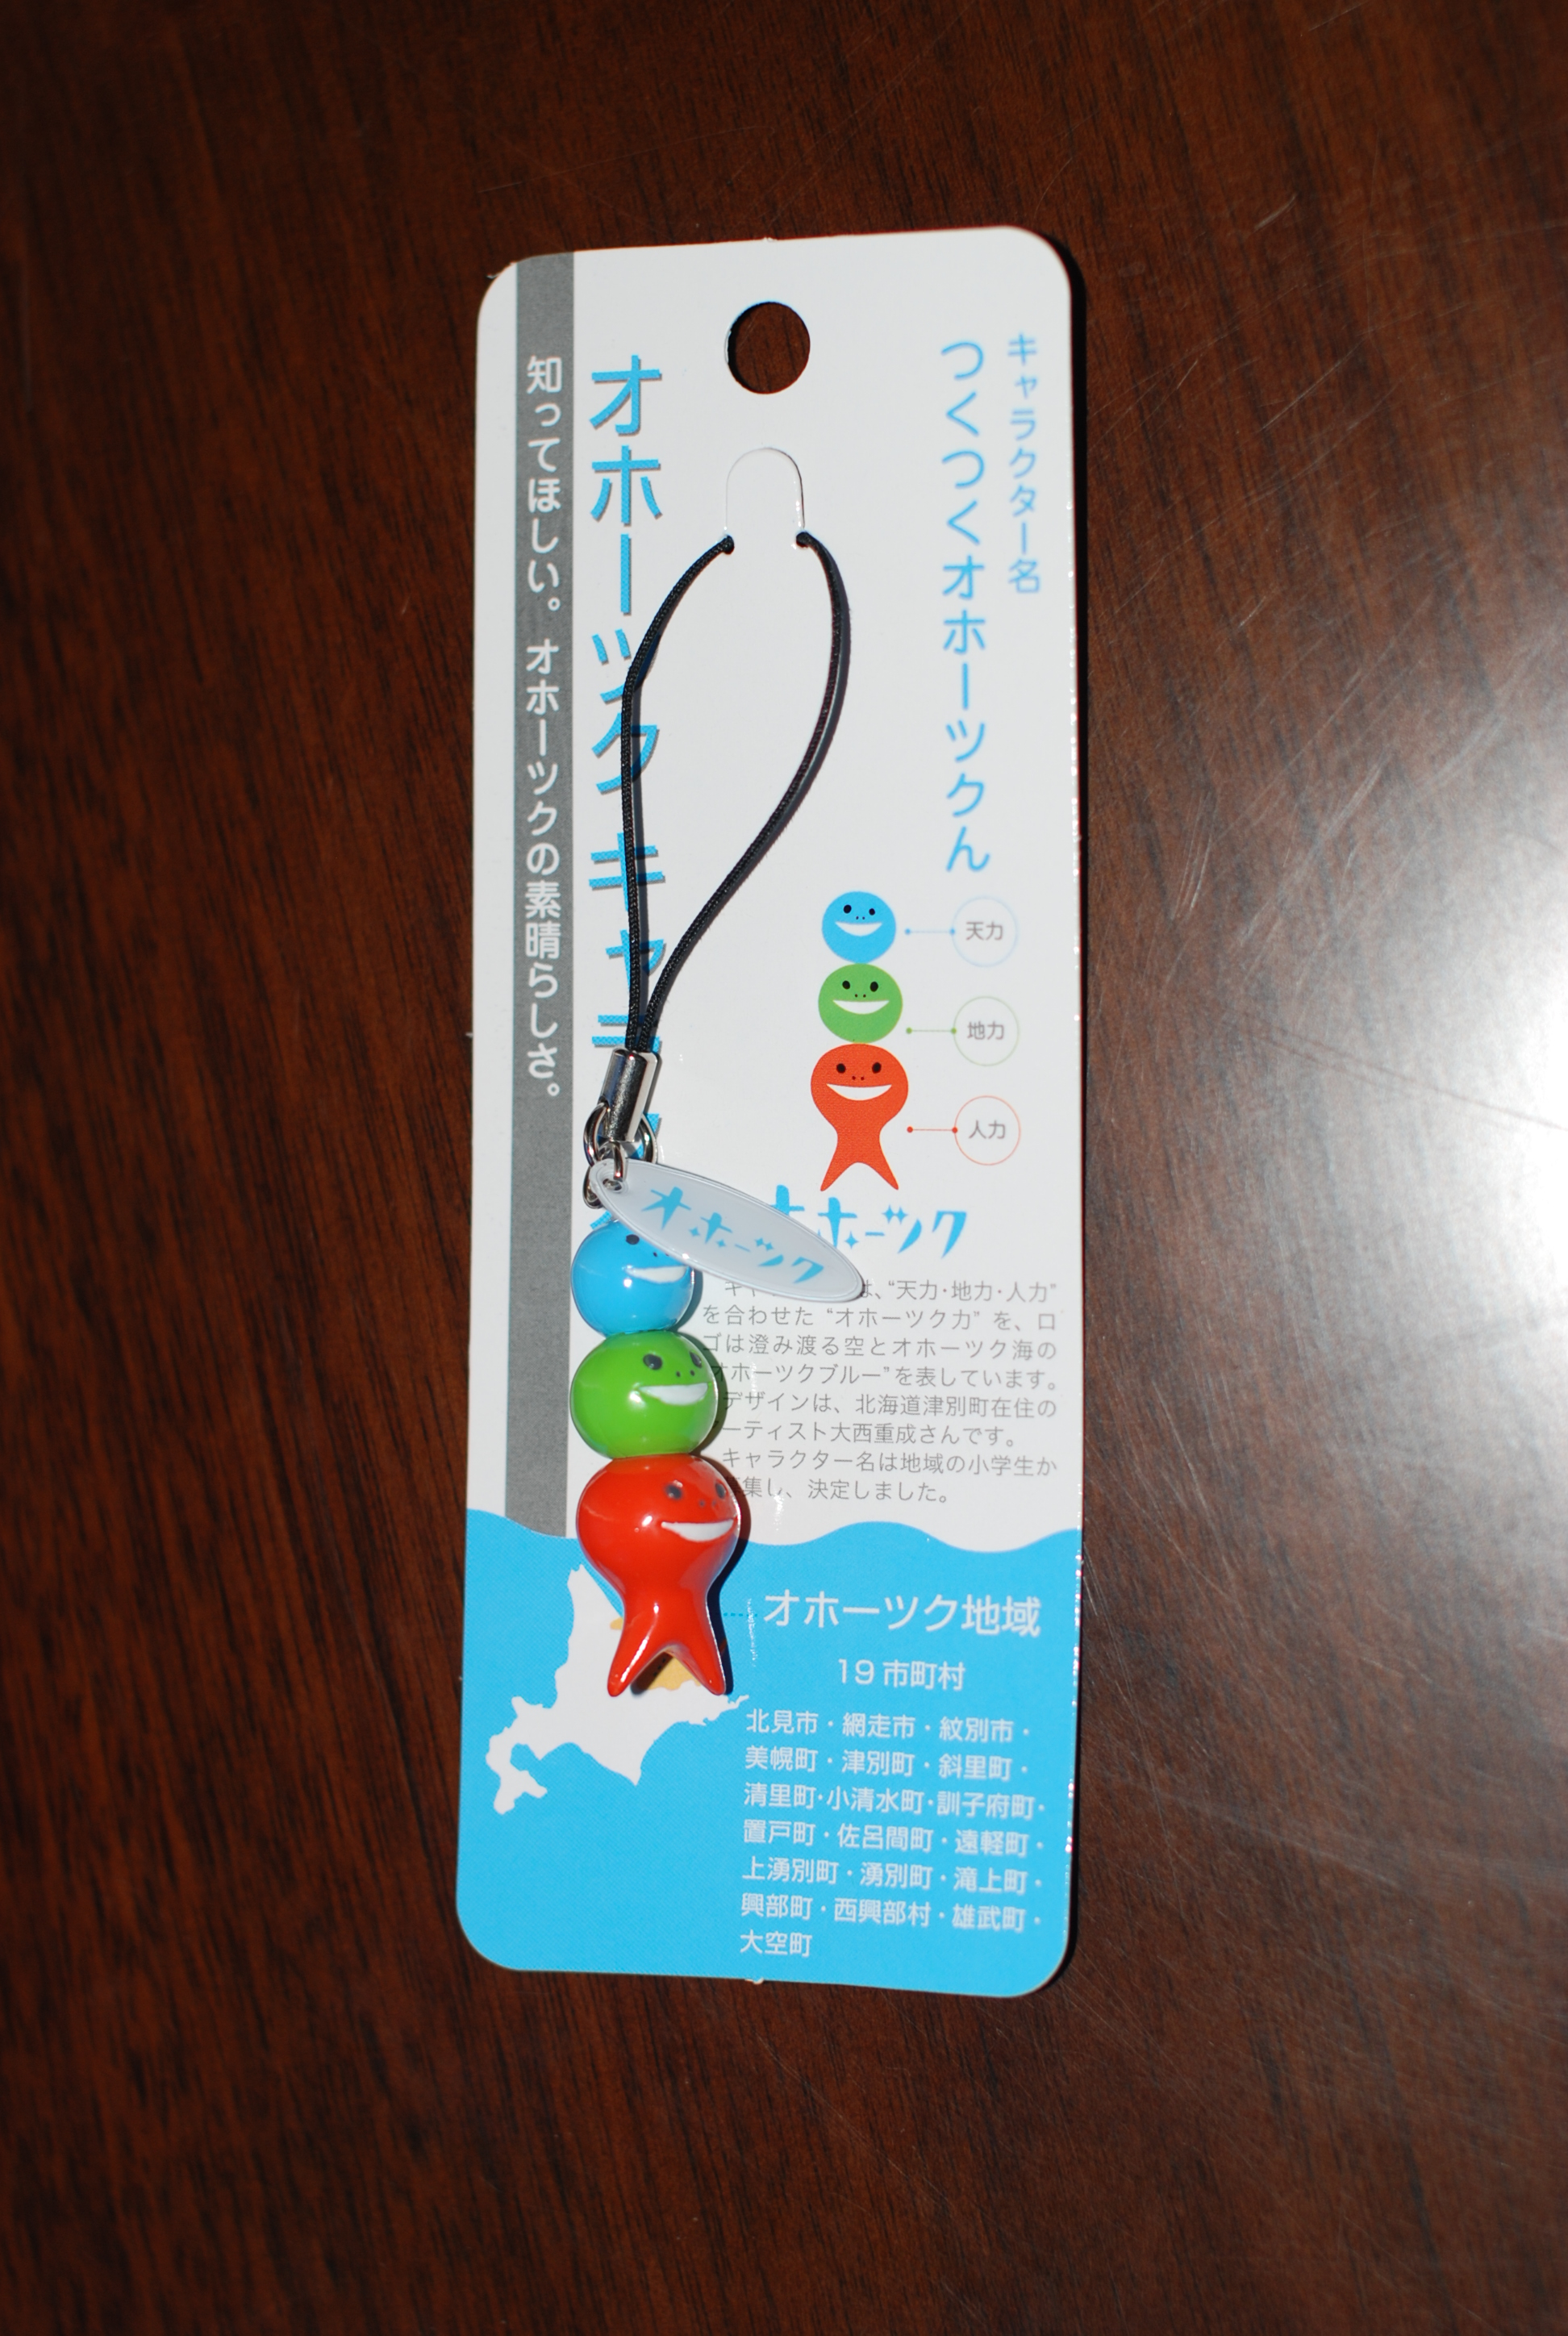 キャラクター名
つくつくオホーツクん
オホーツクキャラ
知ってほしい。オホーツクの素晴らしさ。
天力
地力
人力
オホーツク
オホーツク
は、“天力・地力・人力”
を合わせた“オホーツク力”を、ロ
ゴは澄み渡る空とオホーツク海の
オホーツクブルー”を表しています。
デザインは、北海道津別町在住の
ーティスト大西重成さんです。
キャラクター名は地域の小学生か
集し、決定しました。
オホーツク地域
19市町村
北見市・網走市・紋別市・
美幌町・津別町・斜里町・
清里町・小清水町・訓子府町・
置戸町・佐呂間町・遠軽町・
上湧別町・湧別町・滝上町・
興部町・西興部村・雄武町・
大空町